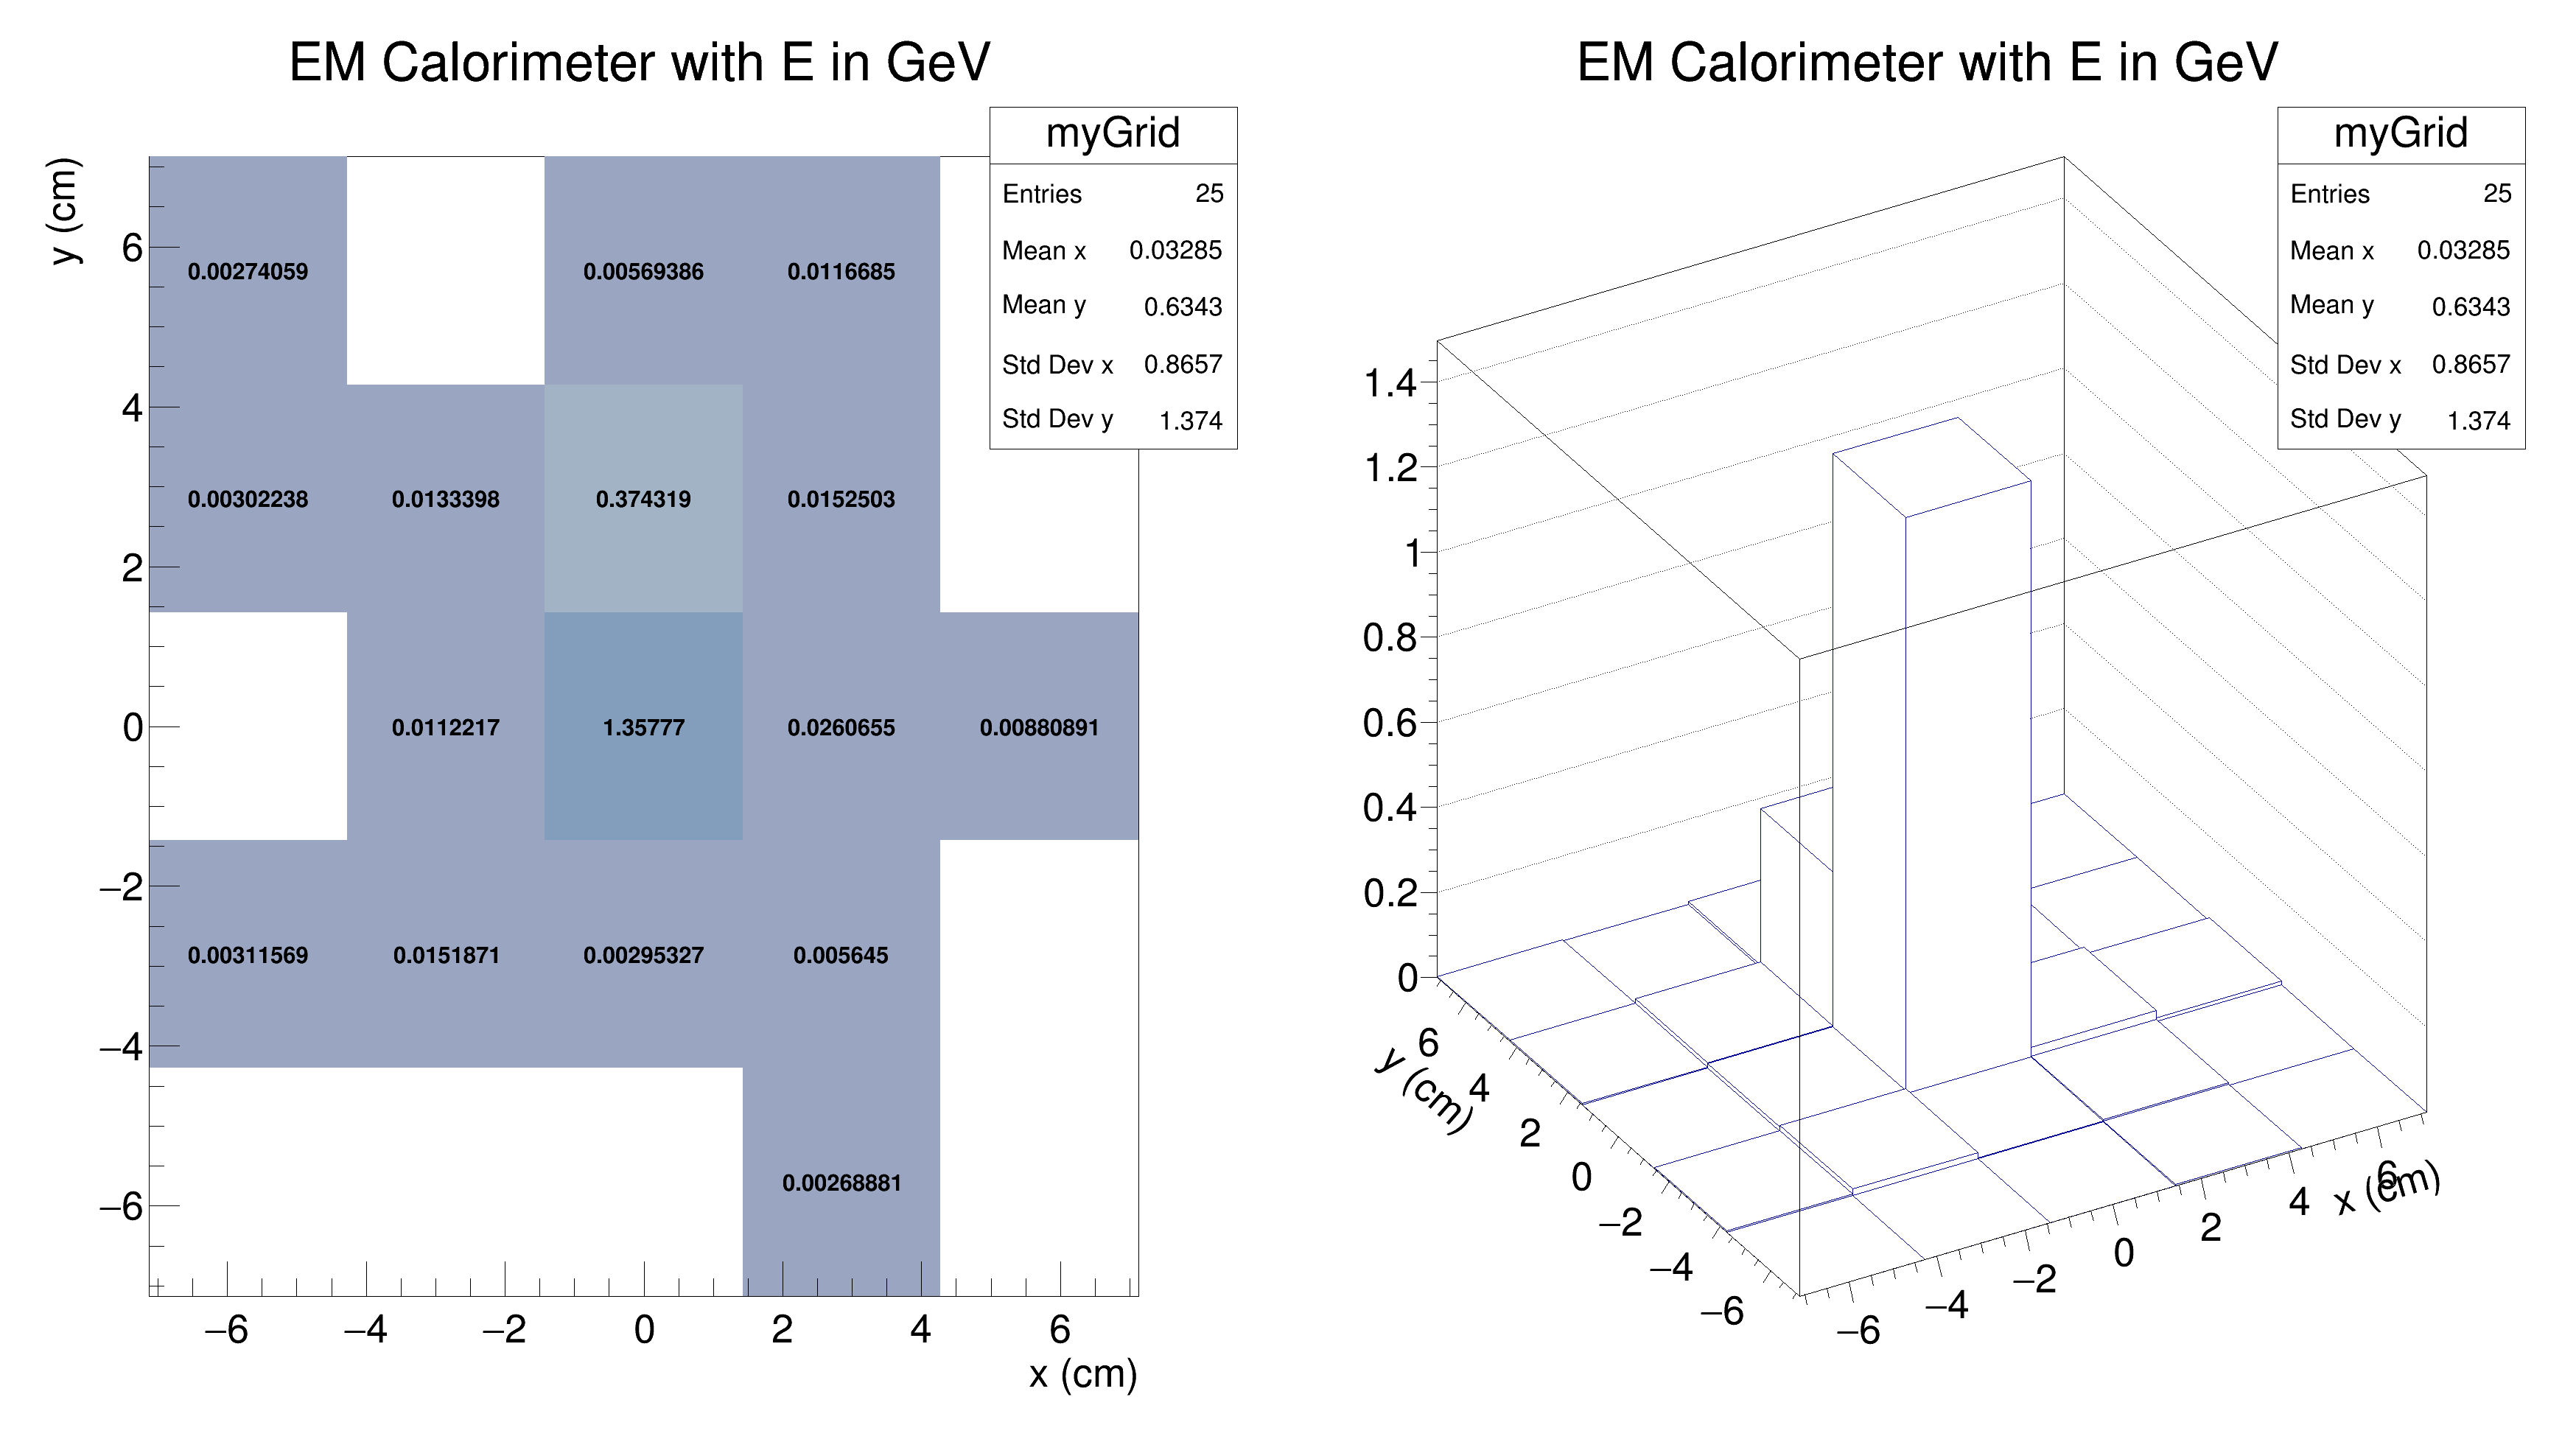 EM Calorimeter with E in GeV
myGrid
Entries 25
Mean x 0.03285
Mean y 0.6343
Std Dev x 0.8657
Std Dev y 1.374
y (cm)
6
4
2
0
−2
−4
−6
0.00274059 0.00569386 0.0116685
0.00302238 0.0133398 0.374319 0.0152503
0.0112217 1.35777 0.0260655 0.00880891
0.00311569 0.0151871 0.00295327 0.005645
0.00268881
−6 −4 −2 0 2 4 6
x (cm)
EM Calorimeter with E in GeV
myGrid
Entries 25
Mean x 0.03285
Mean y 0.6343
Std Dev x 0.8657
Std Dev y 1.374
1.4
1.2
1
0.8
0.6
0.4
0.2
0
6
4
2
0
−2
−4
−6
y (cm)
−6 −4 −2 0 2 4 6
x (cm)